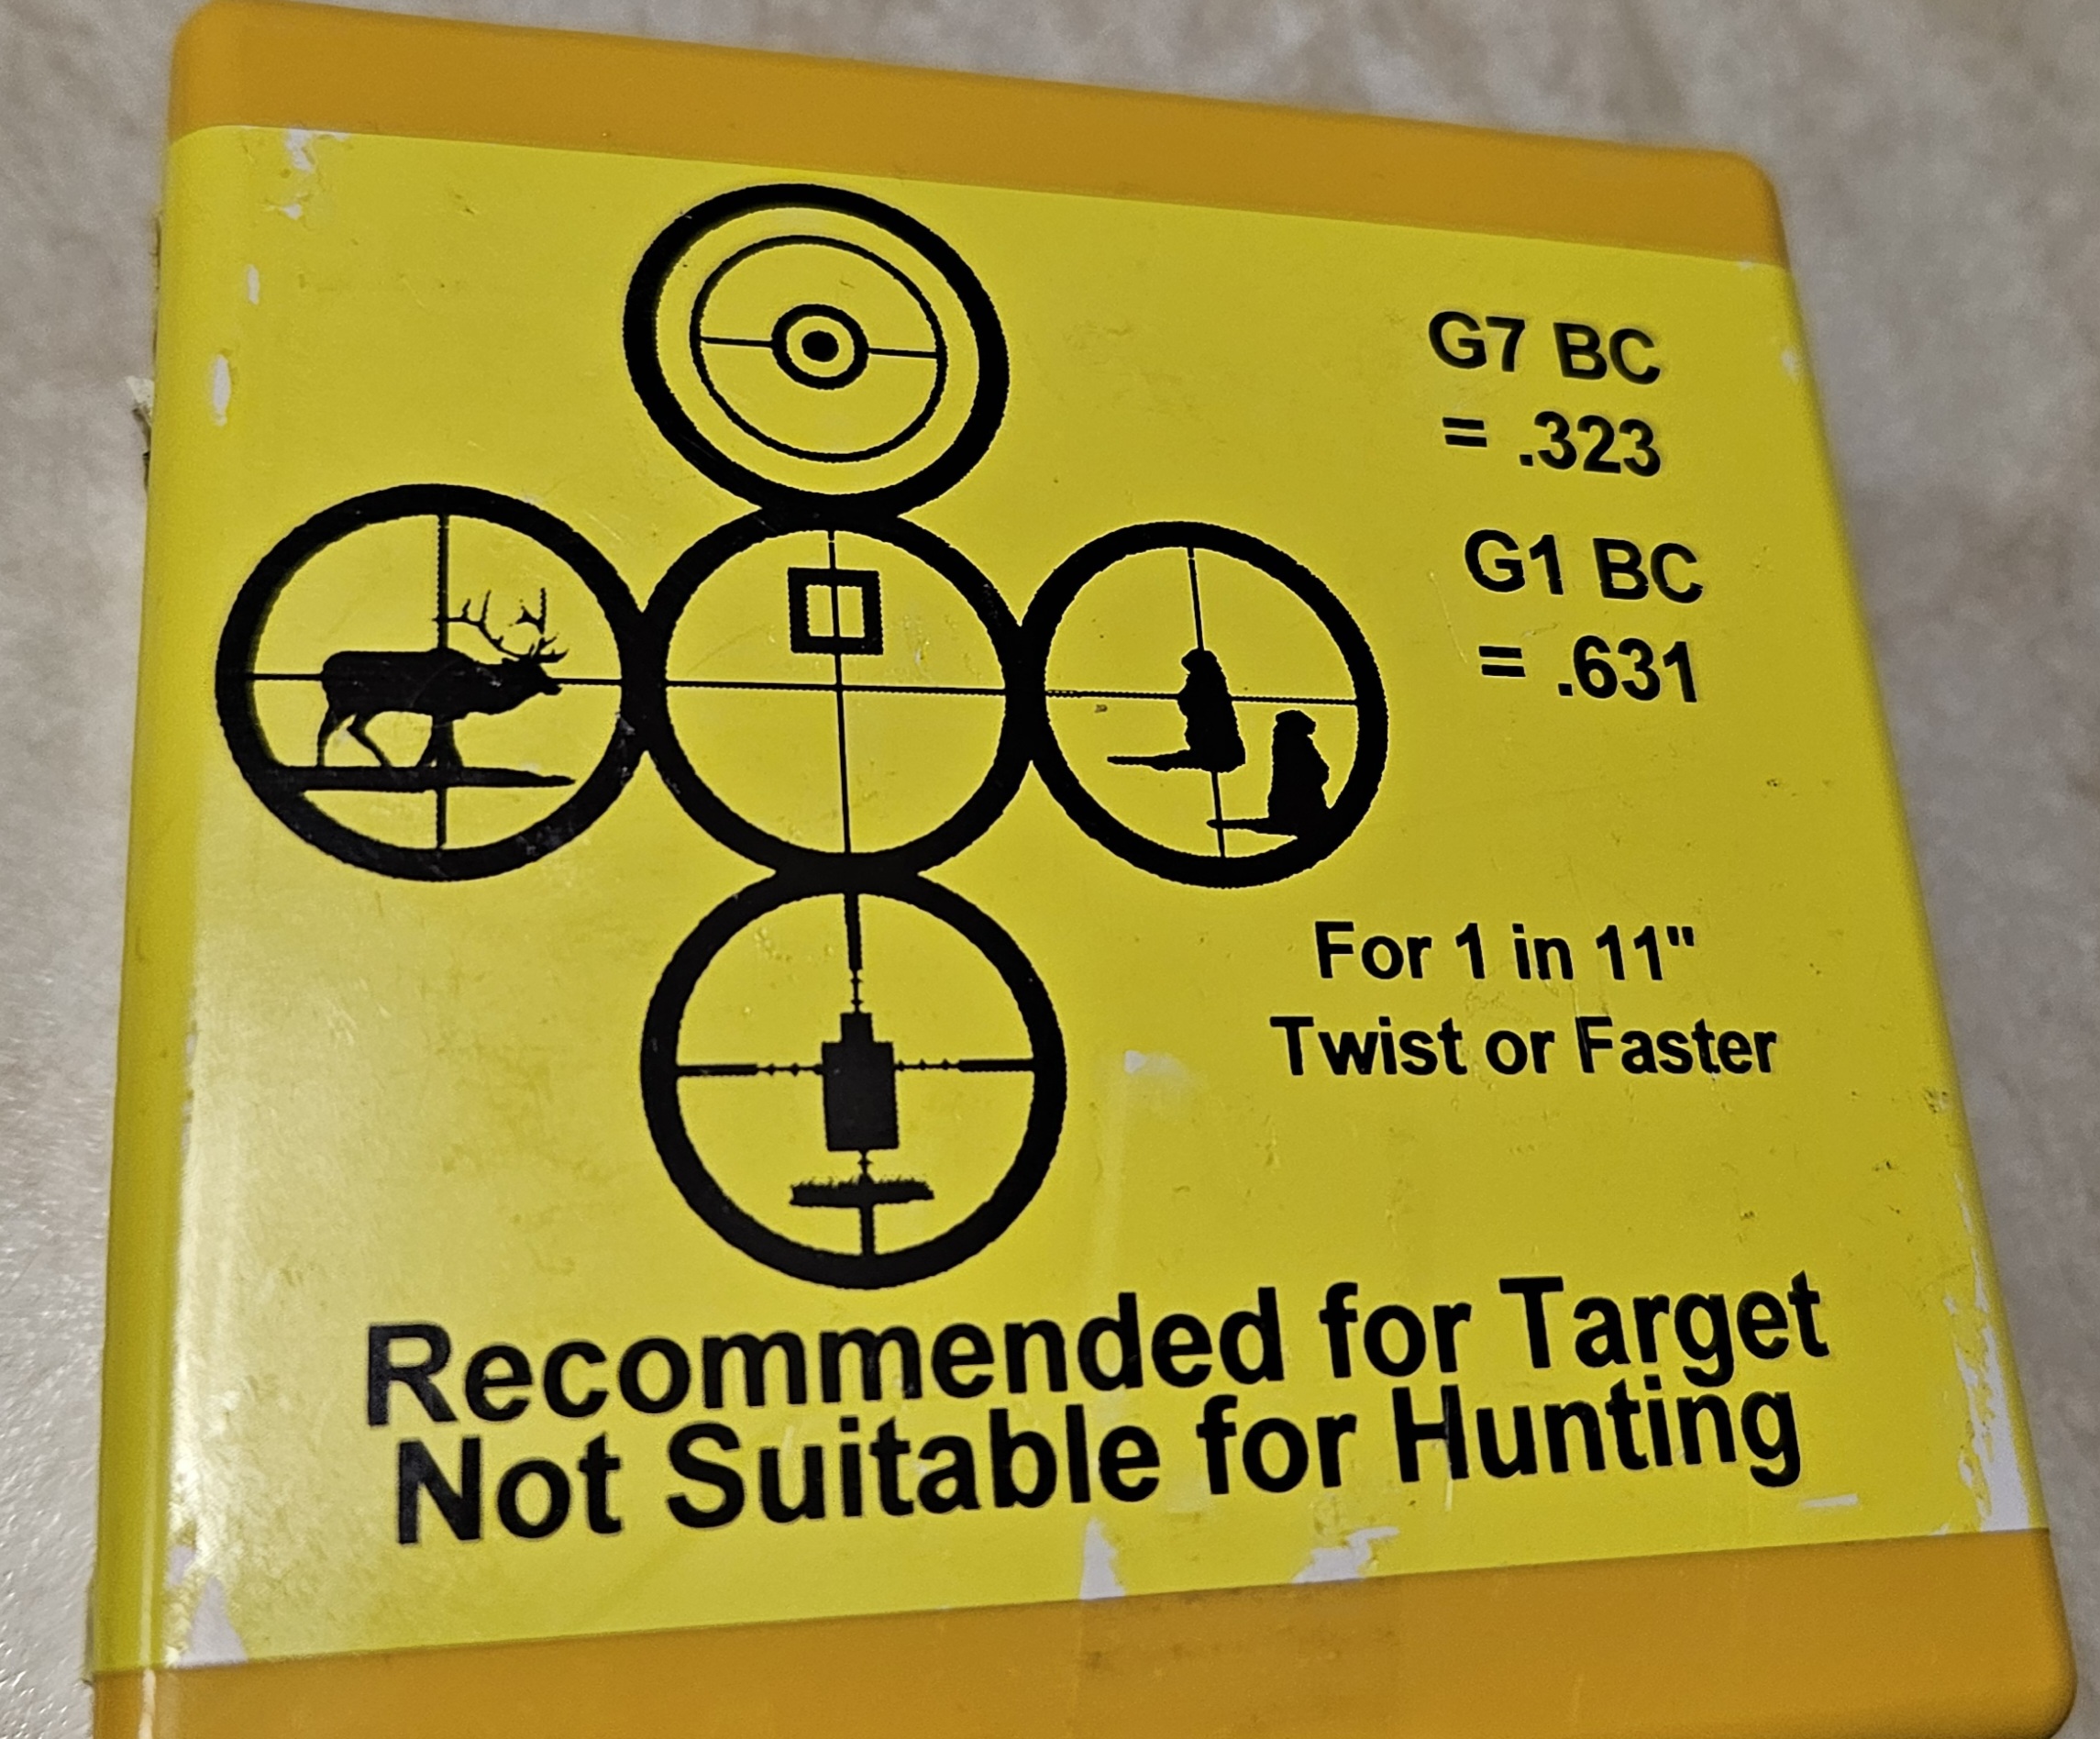 G7 BC
= .323
G1 BC
= .631
For 1 in 11"
Twist or Faster
Recommended for Target
Not Suitable for Hunting